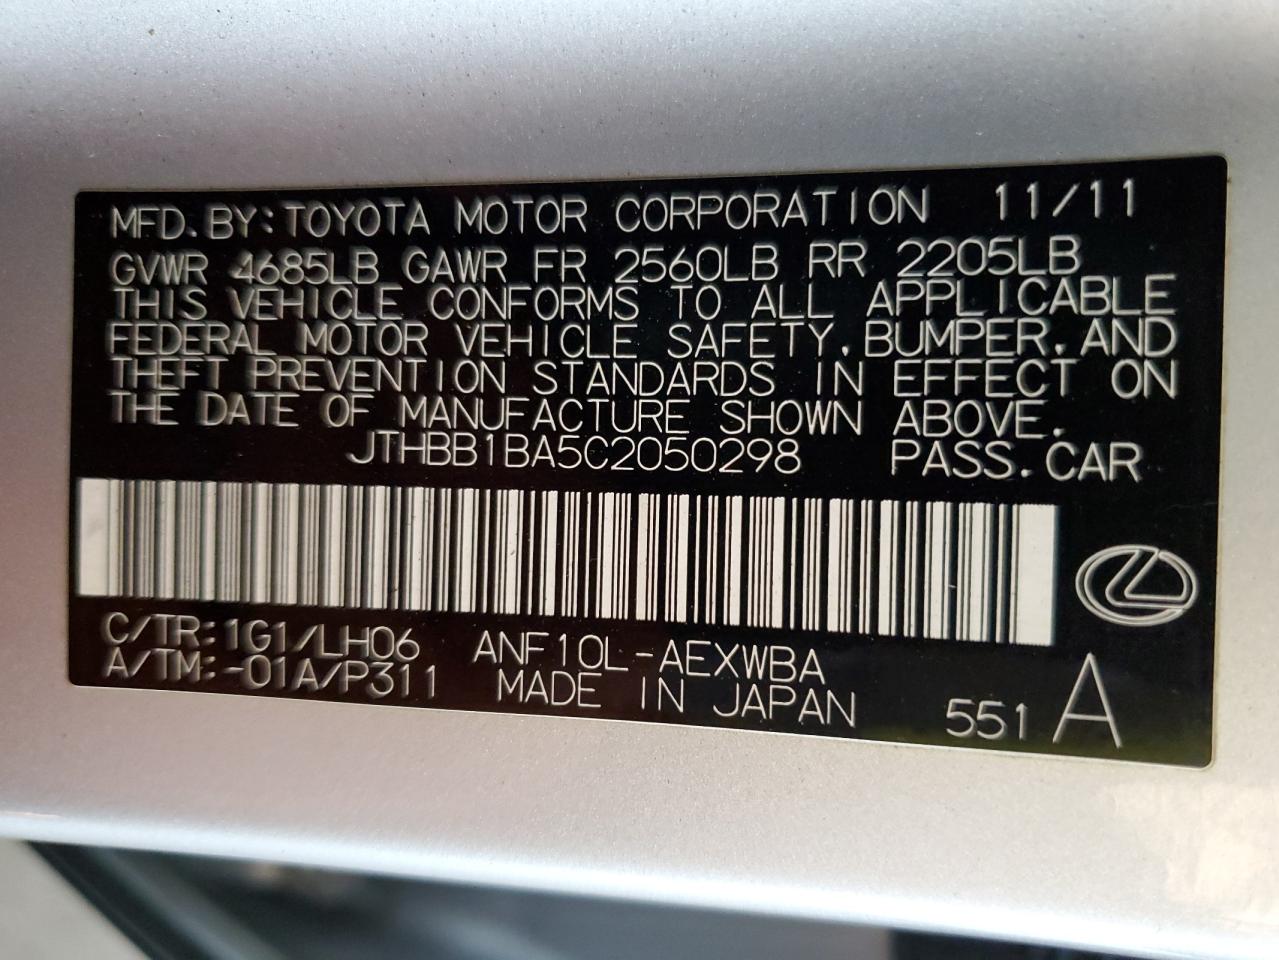 MFD.BY:TOYOTA MOTOR CORPORATION 11/11
GVWR 4685LB GAWR FR 2560LB RR 2205LB
THIS VEHICLE CONFORMS TO ALL APPLICABLE
FEDERAL MOTOR VEHICLE SAFETY,BUMPER,AND
THEFT PREVENTION STANDARDS IN EFFECT ON
THE DATE OF MANUFACTURE SHOWN ABOVE.
JTHBB1BA5C2050298 PASS.CAR
C/TR:1G1/LH06 ANF10L-AEXWBA
A/TM:-01A/P311 MADE IN JAPAN 551 A